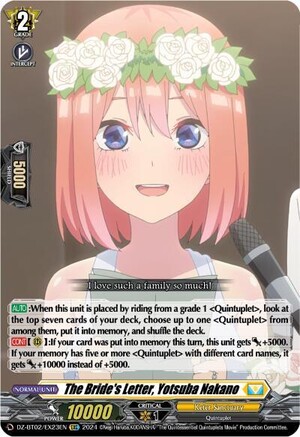 2
GRADE
INTERCEPT
5000
SHIELD
I love such a family so much!
AUTO:When this unit is placed by riding from a grade 1 <Quintuplet>, look at
the top seven cards of your deck, choose up to one <Quintuplet> from
among them, put it into memory, and shuffle the deck.
CONT 1:If your card was put into memory this turn, this unit gets +5000.
If your memory has five or more <Quintuplet> with different card names, it
gets +10000 instead of +5000.
NORMAL UNIT
The Bride's Letter, Yotsuba Nakano
POWER
10000
CRITICAL
1
Keter Sanctuary
Quintuplet
DZ-BT02/EX23EN
2024